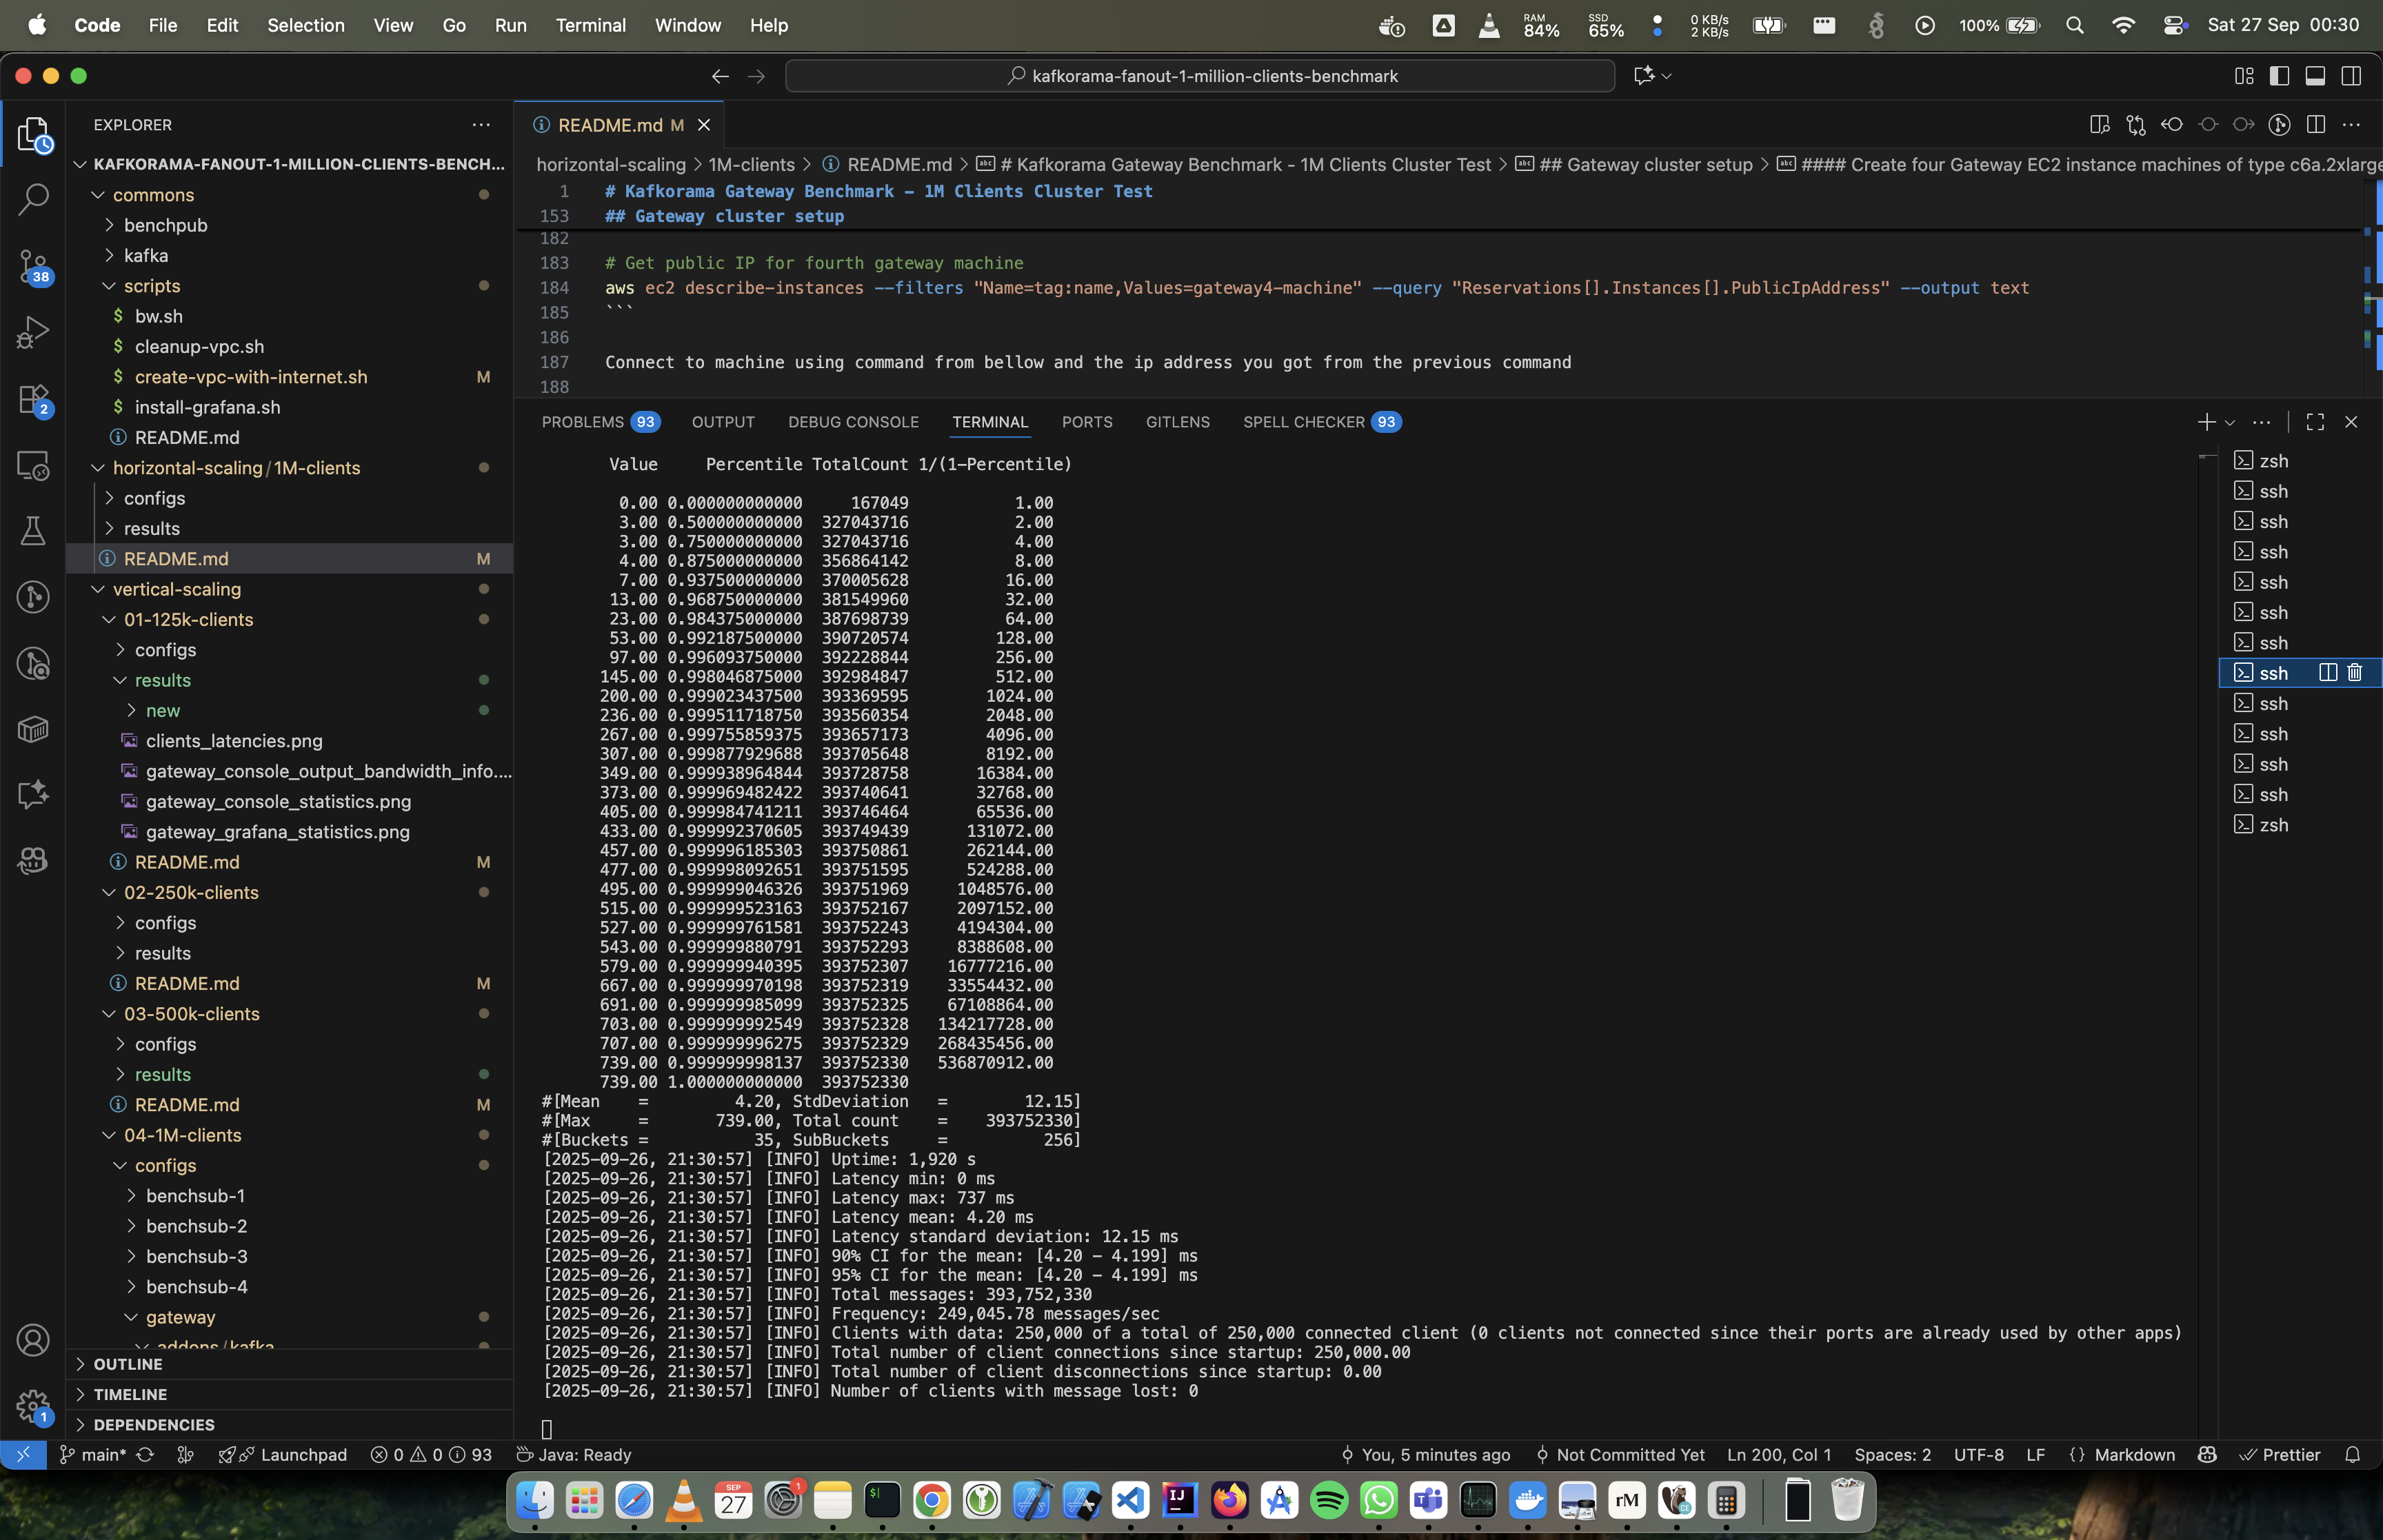 Code File Edit Selection View Go Run Terminal Window Help
RAM 84% SSD 65% 0 KB/s 2 KB/s 100% Sat 27 Sep 00:30
kafkorama-fanout-1-million-clients-benchmark
EXPLORER
KAFKORAMA-FANOUT-1-MILLION-CLIENTS-BENCH...
commons
benchpub
kafka
scripts
$ bw.sh
$ cleanup-vpc.sh
$ create-vpc-with-internet.sh M
$ install-grafana.sh
README.md
horizontal-scaling/1M-clients
configs
results
README.md M
vertical-scaling
01-125k-clients
configs
results
new
clients_latencies.png
gateway_console_output_bandwidth_info....
gateway_console_statistics.png
gateway_grafana_statistics.png
README.md M
02-250k-clients
configs
results
README.md M
03-500k-clients
configs
results
README.md M
04-1M-clients
configs
benchsub-1
benchsub-2
benchsub-3
benchsub-4
gateway
addons/kafka
OUTLINE
TIMELINE
DEPENDENCIES
38
2
1
README.md M
horizontal-scaling > 1M-clients > README.md > # Kafkorama Gateway Benchmark - 1M Clients Cluster Test > ## Gateway cluster setup > #### Create four Gateway EC2 instance machines of type c6a.2xlarge
1 # Kafkorama Gateway Benchmark - 1M Clients Cluster Test
153 ## Gateway cluster setup
182
183 # Get public IP for fourth gateway machine
184 aws ec2 describe-instances --filters "Name=tag:name,Values=gateway4-machine" --query "Reservations[].Instances[].PublicIpAddress" --output text
185 ```
186
187 Connect to machine using command from bellow and the ip address you got from the previous command
188
PROBLEMS 93 OUTPUT DEBUG CONSOLE TERMINAL PORTS GITLENS SPELL CHECKER 93
Value Percentile TotalCount 1/(1-Percentile)
0.00 0.000000000000 167049 1.00
3.00 0.500000000000 327043716 2.00
3.00 0.750000000000 327043716 4.00
4.00 0.875000000000 356864142 8.00
7.00 0.937500000000 370005628 16.00
13.00 0.968750000000 381549960 32.00
23.00 0.984375000000 387698739 64.00
53.00 0.992187500000 390720574 128.00
97.00 0.996093750000 392228844 256.00
145.00 0.998046875000 392984847 512.00
200.00 0.999023437500 393369595 1024.00
236.00 0.999511718750 393560354 2048.00
267.00 0.999755859375 393657173 4096.00
307.00 0.999877929688 393705648 8192.00
349.00 0.999938964844 393728758 16384.00
373.00 0.999969482422 393740641 32768.00
405.00 0.999984741211 393746464 65536.00
433.00 0.999992370605 393749439 131072.00
457.00 0.999996185303 393750861 262144.00
477.00 0.999998092651 393751595 524288.00
495.00 0.999999046326 393751969 1048576.00
515.00 0.999999523163 393752167 2097152.00
527.00 0.999999761581 393752243 4194304.00
543.00 0.999999880791 393752293 8388608.00
579.00 0.999999940395 393752307 16777216.00
667.00 0.999999970198 393752319 33554432.00
691.00 0.999999985099 393752325 67108864.00
703.00 0.999999992549 393752328 134217728.00
707.00 0.999999996275 393752329 268435456.00
739.00 0.999999998137 393752330 536870912.00
739.00 1.000000000000 393752330
#[Mean = 4.20, StdDeviation = 12.15]
#[Max = 739.00, Total count = 393752330]
#[Buckets = 35, SubBuckets = 256]
[2025-09-26, 21:30:57] [INFO] Uptime: 1,920 s
[2025-09-26, 21:30:57] [INFO] Latency min: 0 ms
[2025-09-26, 21:30:57] [INFO] Latency max: 737 ms
[2025-09-26, 21:30:57] [INFO] Latency mean: 4.20 ms
[2025-09-26, 21:30:57] [INFO] Latency standard deviation: 12.15 ms
[2025-09-26, 21:30:57] [INFO] 90% CI for the mean: [4.20 - 4.199] ms
[2025-09-26, 21:30:57] [INFO] 95% CI for the mean: [4.20 - 4.199] ms
[2025-09-26, 21:30:57] [INFO] Total messages: 393,752,330
[2025-09-26, 21:30:57] [INFO] Frequency: 249,045.78 messages/sec
[2025-09-26, 21:30:57] [INFO] Clients with data: 250,000 of a total of 250,000 connected client (0 clients not connected since their ports are already used by other apps)
[2025-09-26, 21:30:57] [INFO] Total number of client connections since startup: 250,000.00
[2025-09-26, 21:30:57] [INFO] Total number of client disconnections since startup: 0.00
[2025-09-26, 21:30:57] [INFO] Number of clients with message lost: 0
zsh
ssh
ssh
ssh
ssh
ssh
ssh
ssh
ssh
ssh
ssh
ssh
zsh
main* Launchpad 0 0 93 Java: Ready You, 5 minutes ago Not Committed Yet Ln 200, Col 1 Spaces: 2 UTF-8 LF {} Markdown Prettier
SEP 27 1 $ IJ rM CE